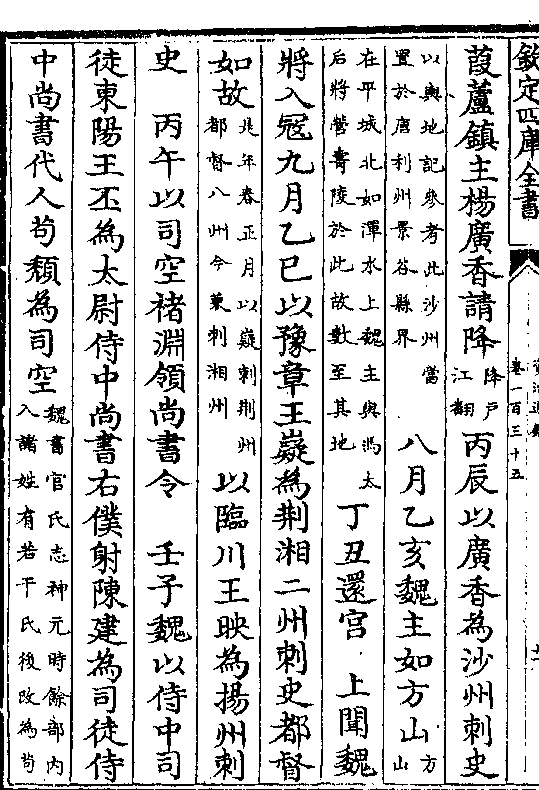 欽定四庫全書
資治通鑑
卷一百三十五
葭蘆鎮主楊廣香請降降户江翻丙辰以廣香為沙州刺史
以輿地記參考此沙州當置於唐利州景谷縣界八月乙亥魏主如方山方山
在平城北如渾水上魏主與馮太后將營壽陵於此故數至其地丁丑還宫 上聞魏
將入寇九月乙巳以豫章王嶷為荆湘二州刺史都督
如故是年春正月以嶷刺荆州都督八州今兼刺湘州以臨川王映為揚州刺
史 丙午以司空褚淵領尚書令 壬子魏以侍中司
徒東陽王丕為太尉侍中尚書右僕射陳建為司徒侍
中尚書代人苟頹為司空魏書官氏志神元時餘部内入諸姓有若干氏後改為苟